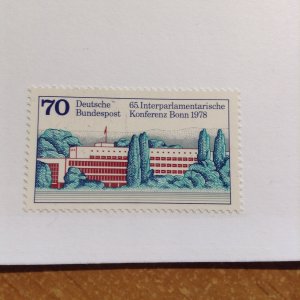 70 Deutsche Bundespost 65.Interparlamentarische
Konferenz Bonn 1978